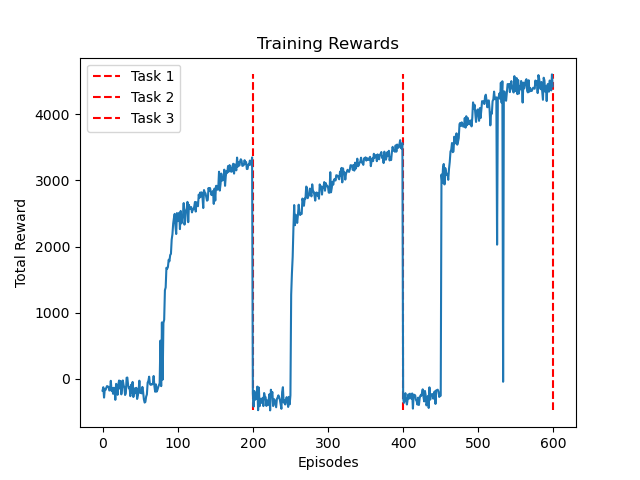 Training Rewards
Task 1
Task 2
Task 3
Total Reward
4000
3000
2000
1000
0
0 100 200 300 400 500 600
Episodes